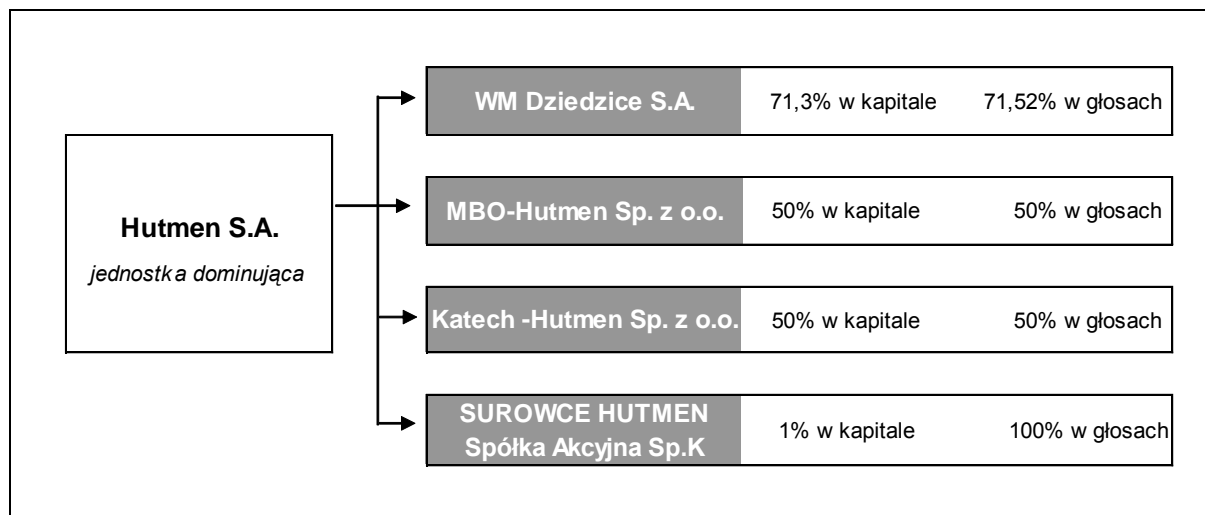 Hutmen S.A.
jednostka dominująca
WM Dziedzice S.A. 71,3% w kapitale 71,52% w głosach
MBO-Hutmen Sp. z o.o. 50% w kapitale 50% w głosach
Katech -Hutmen Sp. z o.o. 50% w kapitale 50% w głosach
SUROWCE HUTMEN
Spółka Akcyjna Sp.K 1% w kapitale 100% w głosach